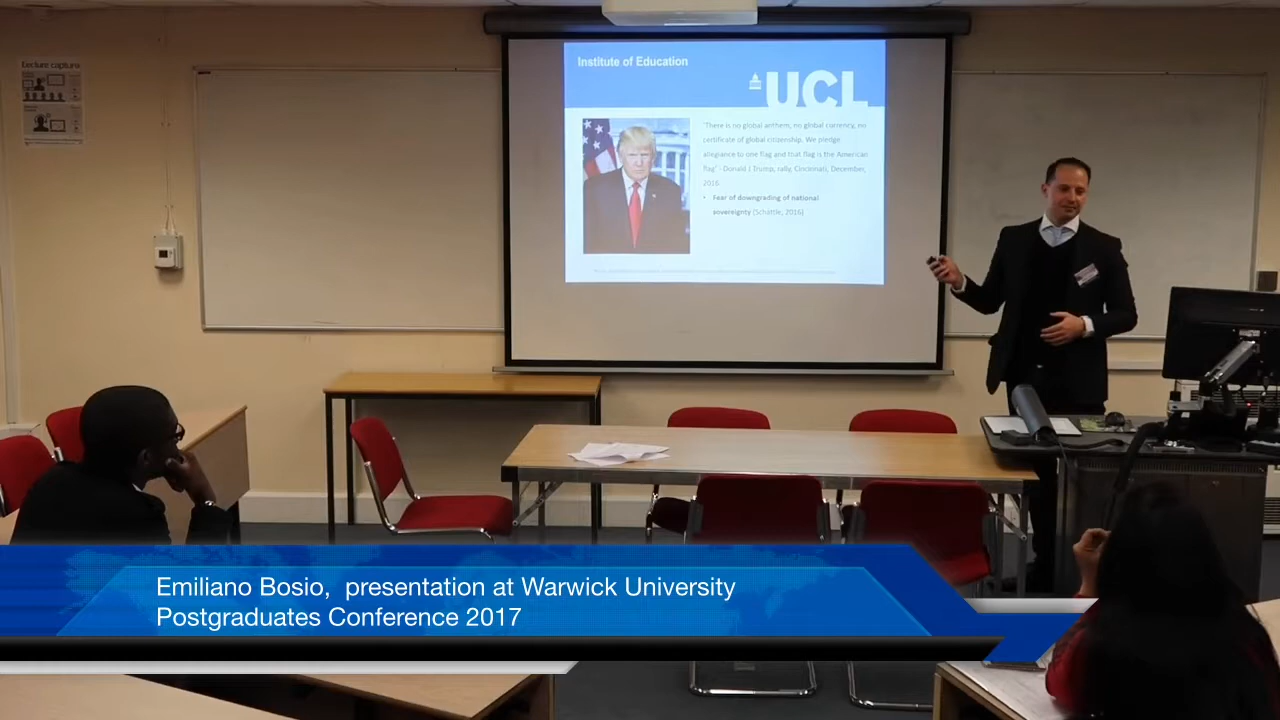 Lecture capture
Institute of Education
UCL
"There is no global anthem, no global currency, no
certificate of global citizenship. We pledge
allegiance to one flag and that flag is the American
flag" - Donald J Trump, rally, Cincinnati, December,
2016
• Fear of downgrading of national
sovereignty (Schattle, 2016)
Emiliano Bosio, presentation at Warwick University
Postgraduates Conference 2017